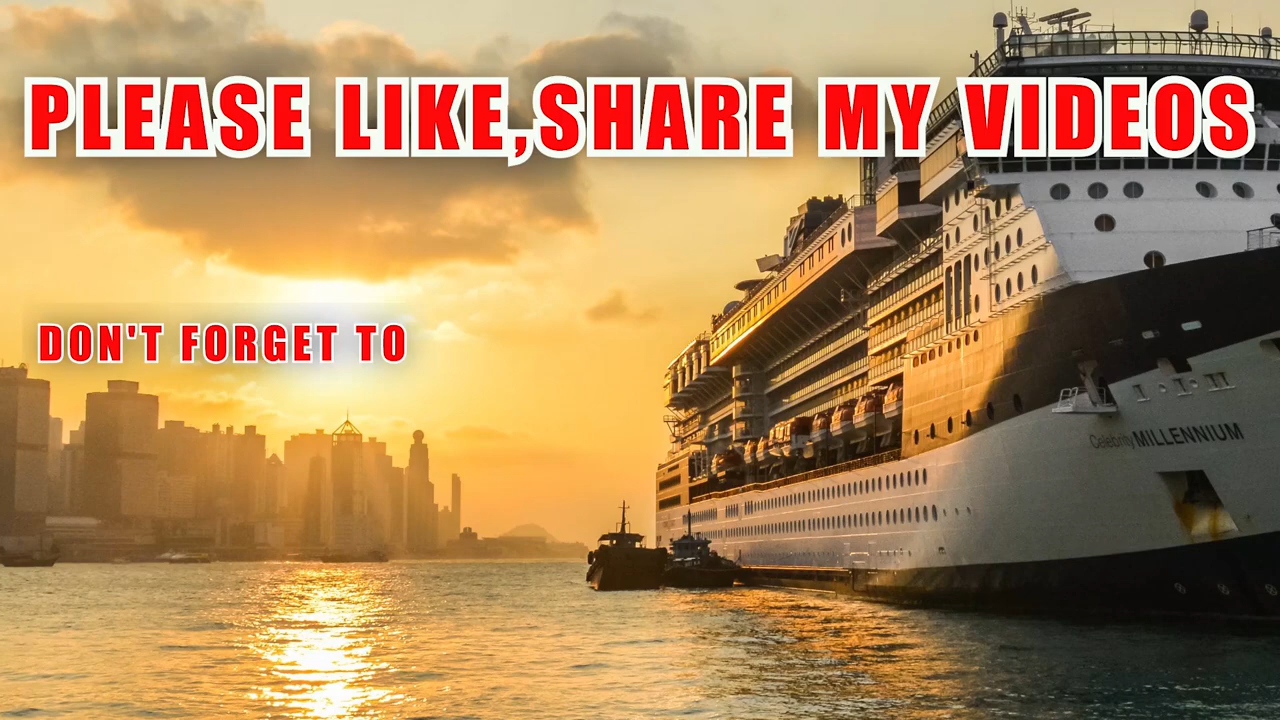 PLEASE LIKE,SHARE MY VIDEOS
DON'T FORGET TO
Celebrity MILLENNIUM